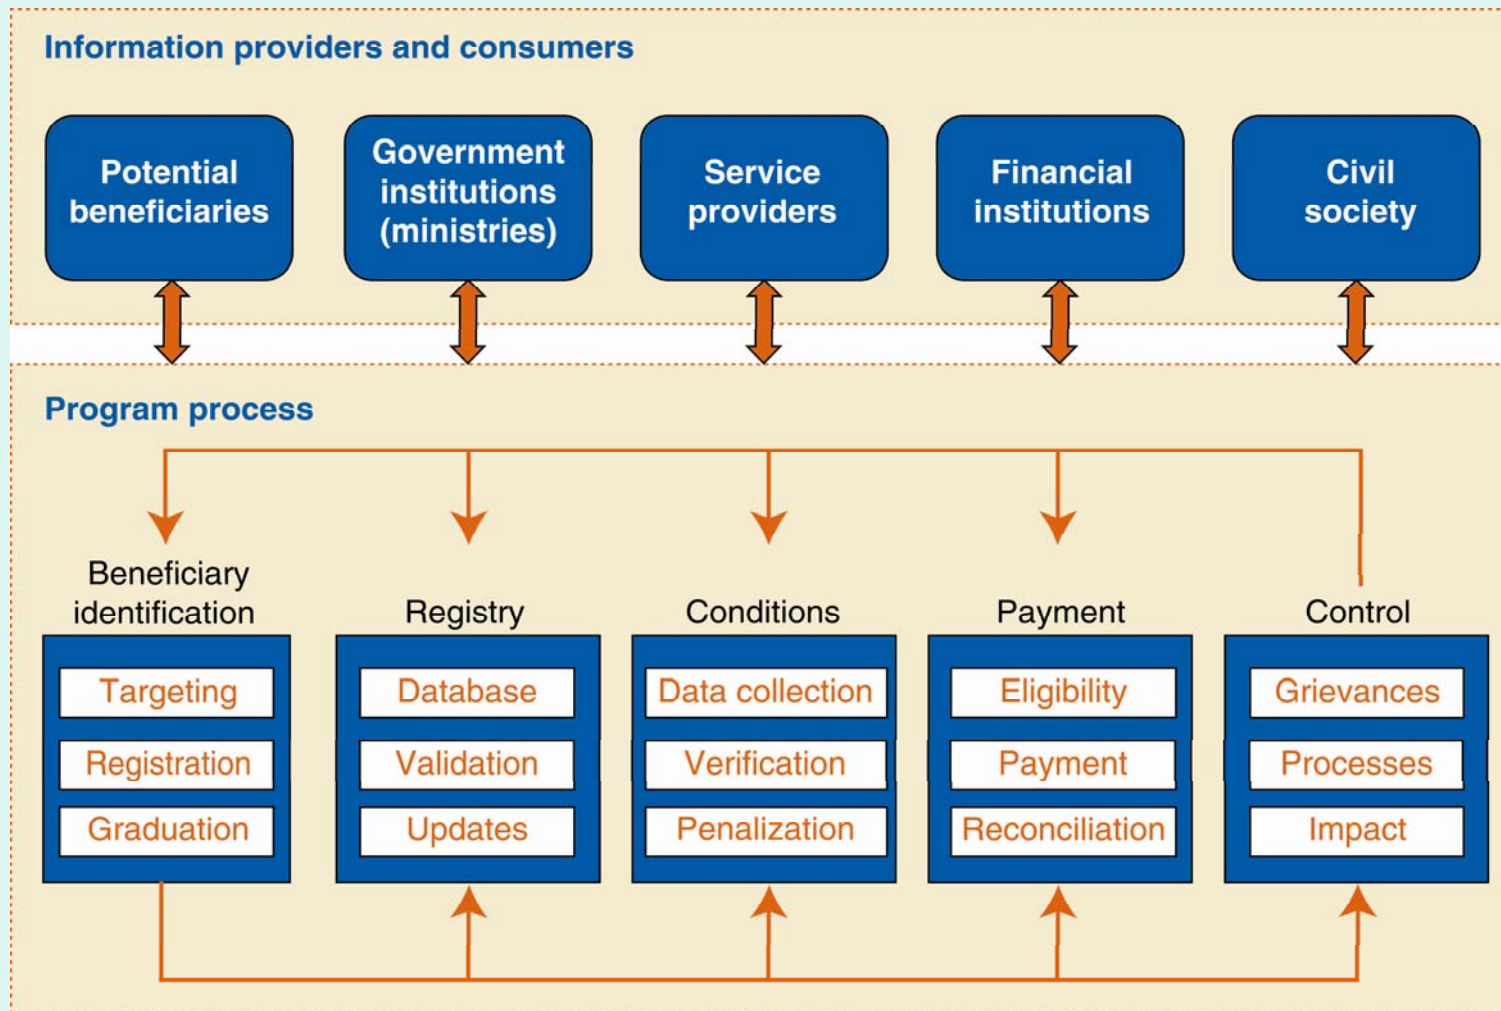 Information providers and consumers
Potential
beneficiaries
Government
institutions
(ministries)
Service
providers
Financial
institutions
Civil
society
Program process
Beneficiary
identification
Targeting
Registration
Graduation
Registry
Database
Validation
Updates
Conditions
Data collection
Verification
Penalization
Payment
Eligibility
Payment
Reconciliation
Control
Grievances
Processes
Impact